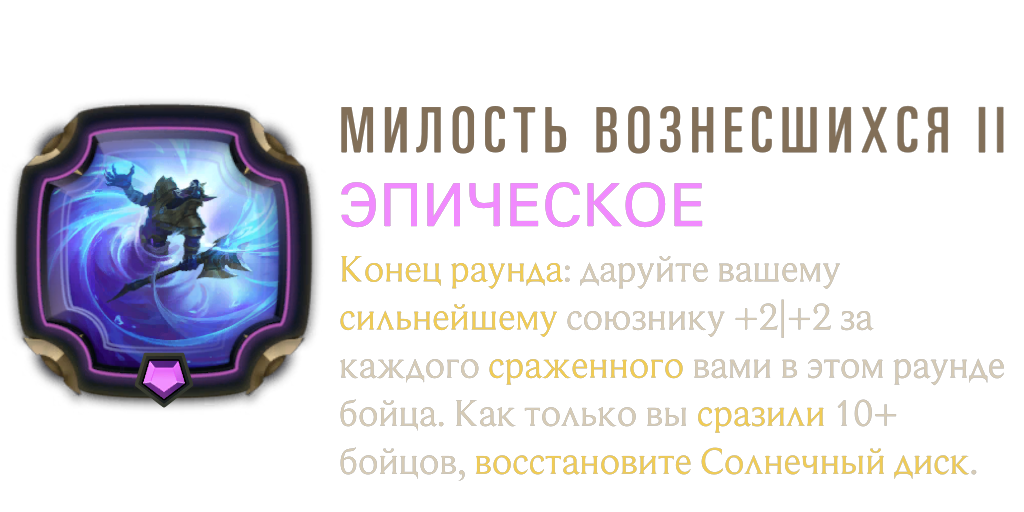 МИЛОСТЬ ВОЗНЕСШИХСЯ II
ЭПИЧЕСКОЕ
Конец раунда: даруйте вашему
сильнейшему союзнику +2|+2 за
каждого сраженного вами в этом раунде
бойца. Как только вы сразили 10+
бойцов, восстановите Солнечный диск.